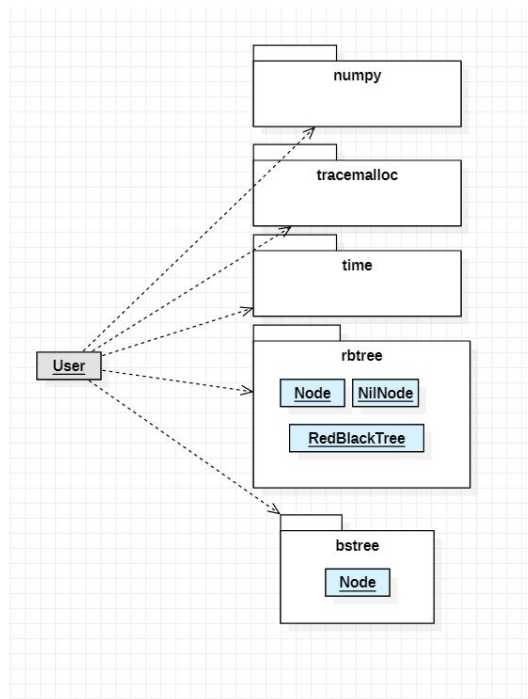 numpy
tracemalloc
time
User
rbtree
Node NilNode
RedBlackTree
bstree
Node